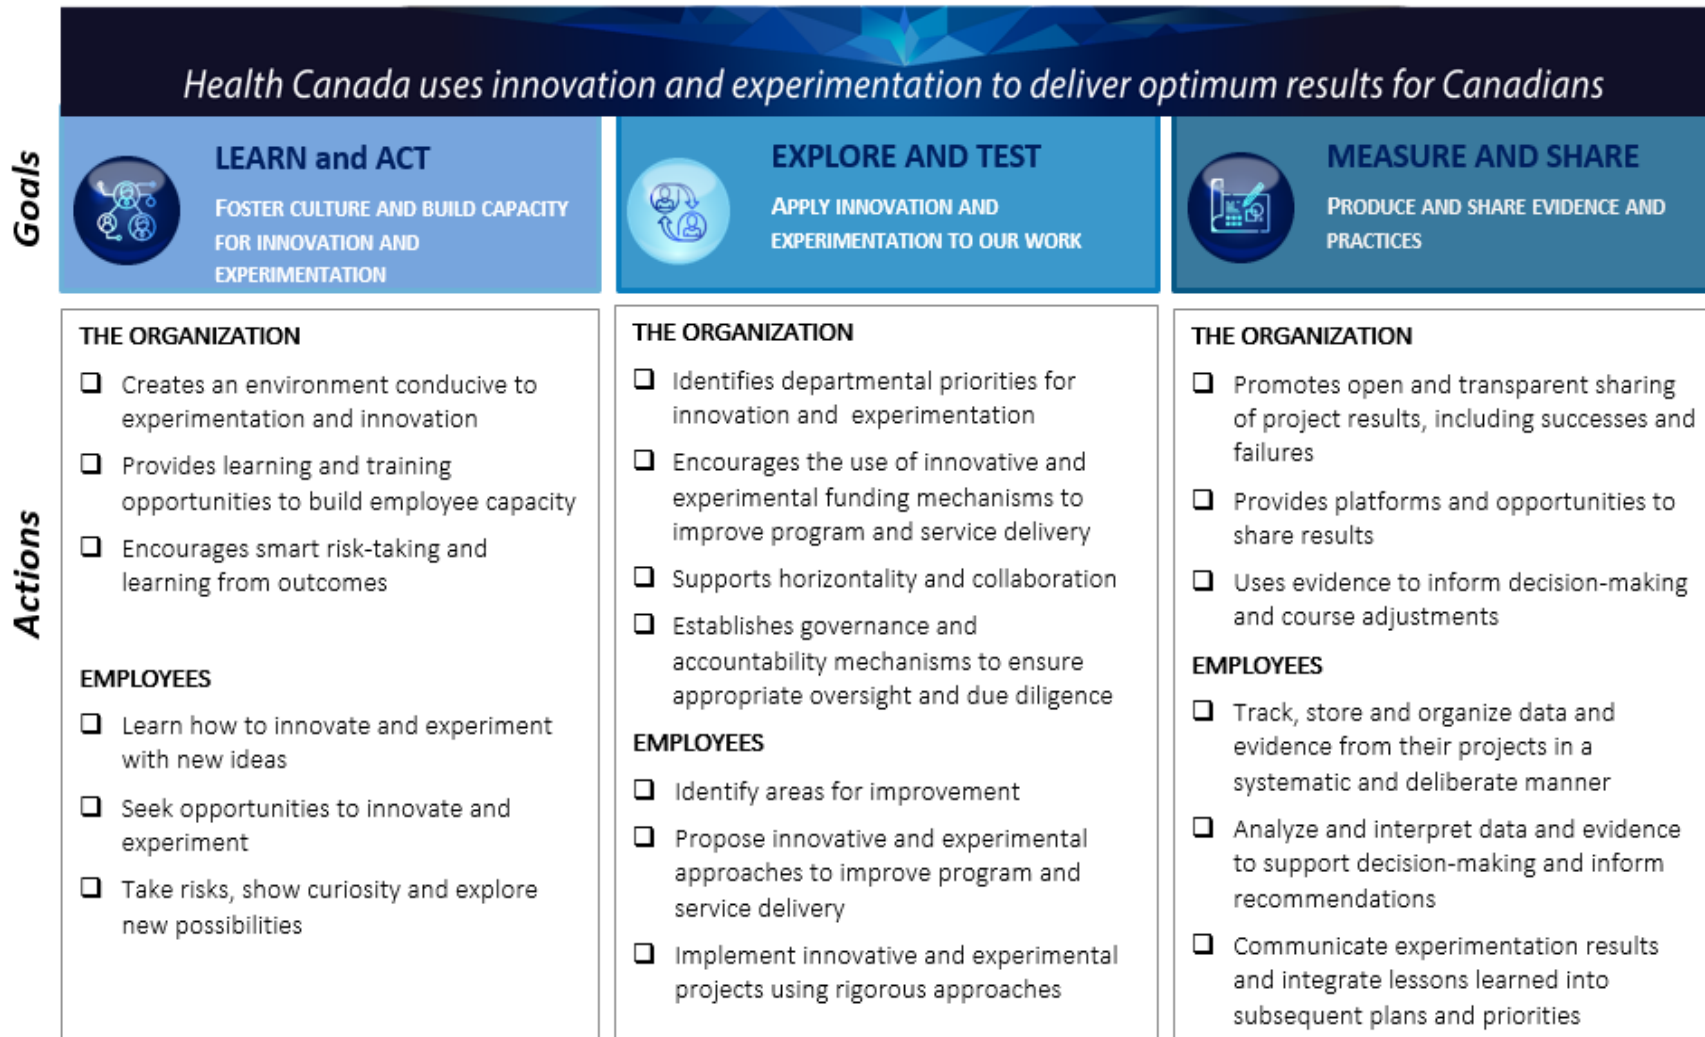 Health Canada uses innovation and experimentation to deliver optimum results for Canadians
Goals
LEARN and ACT
FOSTER CULTURE AND BUILD CAPACITY
FOR INNOVATION AND
EXPERIMENTATION
EXPLORE AND TEST
APPLY INNOVATION AND
EXPERIMENTATION TO OUR WORK
MEASURE AND SHARE
PRODUCE AND SHARE EVIDENCE AND
PRACTICES
Actions
THE ORGANIZATION
Creates an environment conducive to
experimentation and innovation
Provides learning and training
opportunities to build employee capacity
Encourages smart risk-taking and
learning from outcomes
EMPLOYEES
Learn how to innovate and experiment
with new ideas
Seek opportunities to innovate and
experiment
Take risks, show curiosity and explore
new possibilities
THE ORGANIZATION
Identifies departmental priorities for
innovation and experimentation
Encourages the use of innovative and
experimental funding mechanisms to
improve program and service delivery
Supports horizontality and collaboration
Establishes governance and
accountability mechanisms to ensure
appropriate oversight and due diligence
EMPLOYEES
Identify areas for improvement
Propose innovative and experimental
approaches to improve program and
service delivery
Implement innovative and experimental
projects using rigorous approaches
THE ORGANIZATION
Promotes open and transparent sharing
of project results, including successes and
failures
Provides platforms and opportunities to
share results
Uses evidence to inform decision-making
and course adjustments
EMPLOYEES
Track, store and organize data and
evidence from their projects in a
systematic and deliberate manner
Analyze and interpret data and evidence
to support decision-making and inform
recommendations
Communicate experimentation results
and integrate lessons learned into
subsequent plans and priorities